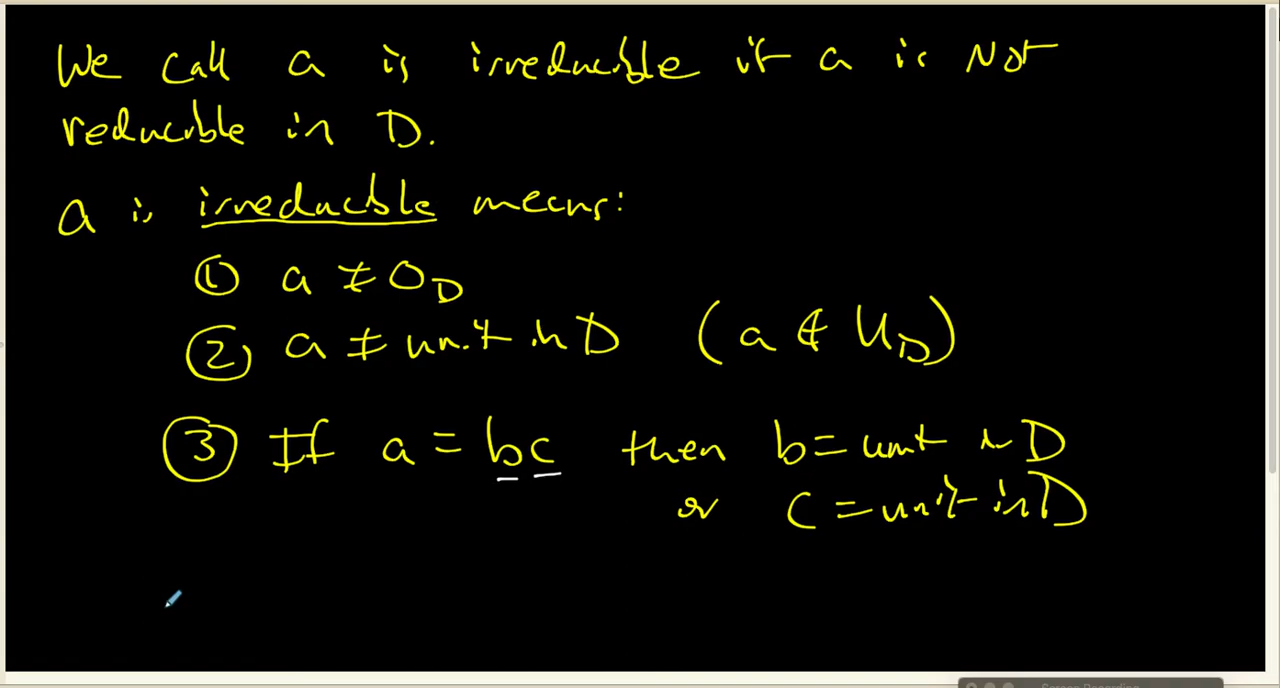 We call a is irreducible if a is Not
reducible in D.
a is irreducible means:
① a ≠ 0_D
② a ≠ unit in D (a ∉ U_D)
③ If a = bc then b = unit in D
or c = unit in D